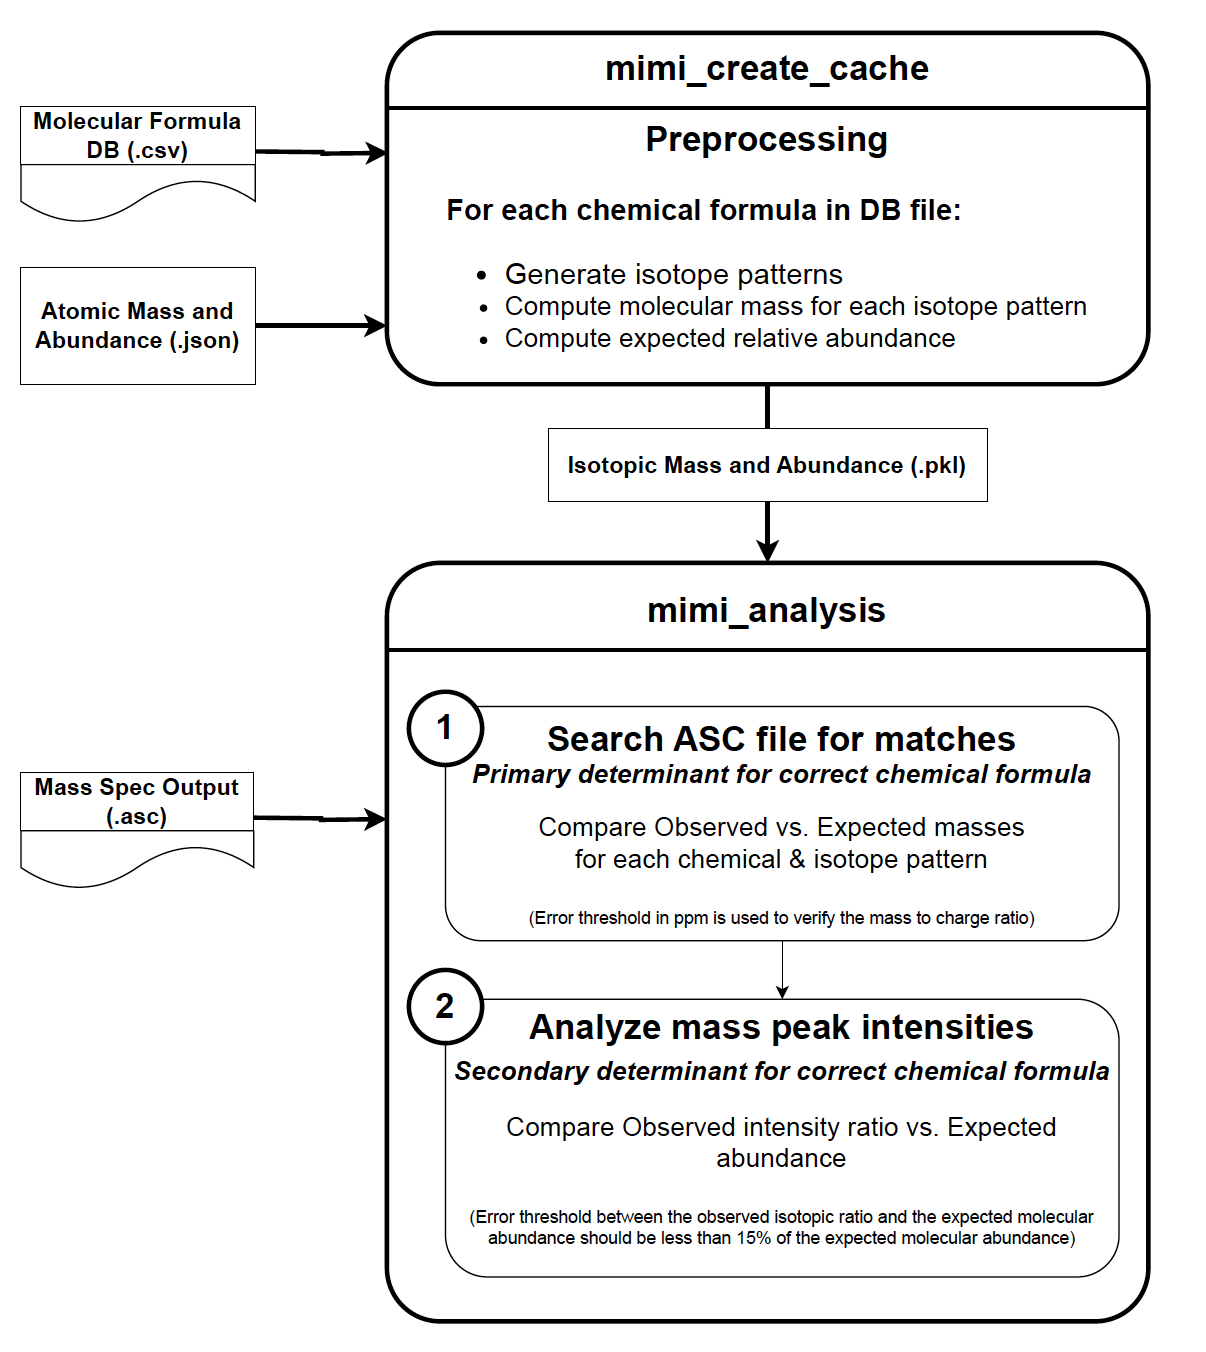 mimi_create_cache
Molecular Formula
DB (.csv)
Preprocessing
For each chemical formula in DB file:
• Generate isotope patterns
• Compute molecular mass for each isotope pattern
• Compute expected relative abundance
Atomic Mass and
Abundance (.json)
Isotopic Mass and Abundance (.pkl)
mimi_analysis
1
Search ASC file for matches
Primary determinant for correct chemical formula
Compare Observed vs. Expected masses
for each chemical & isotope pattern
(Error threshold in ppm is used to verify the mass to charge ratio)
Mass Spec Output
(.asc)
2
Analyze mass peak intensities
Secondary determinant for correct chemical formula
Compare Observed intensity ratio vs. Expected
abundance
(Error threshold between the observed isotopic ratio and the expected molecular
abundance should be less than 15% of the expected molecular abundance)